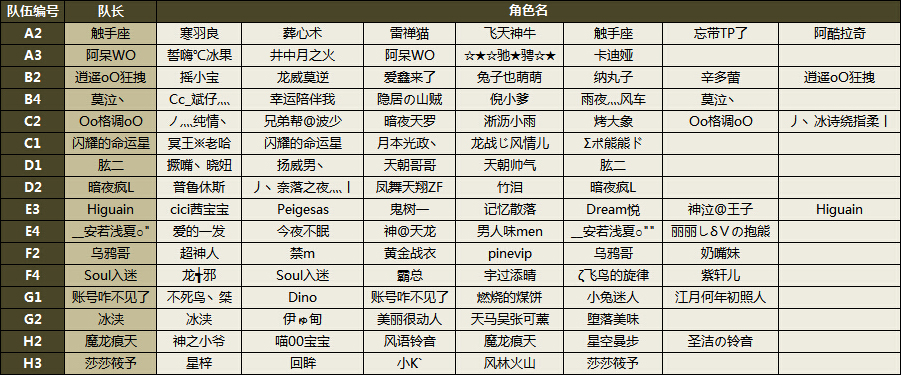 队伍编号 队长 角色名
A2 触手座 寒羽良 葬心术 雷禅猫 飞天神牛 触手座 忘带TP了 阿酷拉奇
A3 阿呆WO 誓嗨℃冰果 井中月之火 阿呆WO ☆★☆驰★骋☆★ 卡迪娅
B2 逍遥oO狂拽 摇小宝 龙威莫逆 爱鑫来了 兔子也萌萌 纳丸子 辛多蕾 逍遥oO狂拽
B4 莫泣丶 Cc_斌仔灬 幸运陪伴我 隐居の山贼 倪小爹 雨夜灬风车 莫泣丶
C2 Oo格调oO ノ灬纯情丶 兄弟帮@波少 暗夜天罗 淅沥小雨 烤大象 Oo格调oO 丿丶冰诗绕指柔丨
C1 闪耀的命运星 冥王※老哈 闪耀的命运星 月本光政丶 龙战じ风情儿 Σポ熊熊ド
D1 肱二 撅嘴丶晓妞 扬威男丶 天朝哥哥 天朝帅气 肱二
D2 暗夜疯L 普鲁休斯 丿丶奈落之夜灬丨 凤舞天翔ZF 竹泪 暗夜疯L
E3 Higuain cici茜宝宝 Peigesas 鬼树一 记忆散落 Dream悦 神泣@王子 Higuain
E4 __安若浅夏○" 爱的一发 今夜不眠 神@天龙 男人味men __安若浅夏○"" 丽丽しδVの抱熊
F2 乌鸦哥 超神人 禁m 黄金战衣 pinevip 乌鸦哥 奶嘴妹
F4 Soul入迷 龙╅邪 Soul入迷 霸总 宇过添晴 ζ飞鸟的旋律 紫轩儿
G1 账号咋不见了 不死鸟丶桀 Dino 账号咋不见了 燃烧的煤饼 小兔迷人 江月何年初照人
G2 冰浃 冰浃 伊ゅ甸 美丽很动人 天马吴张可薰 堕落美味
H2 魔龙痕天 神之小爷 喵00宝宝 风语铃音 魔龙痕天 星空曼步 圣洁の铃音
H3 莎莎筱予 星梓 回眸 小K` 风林火山 莎莎筱予